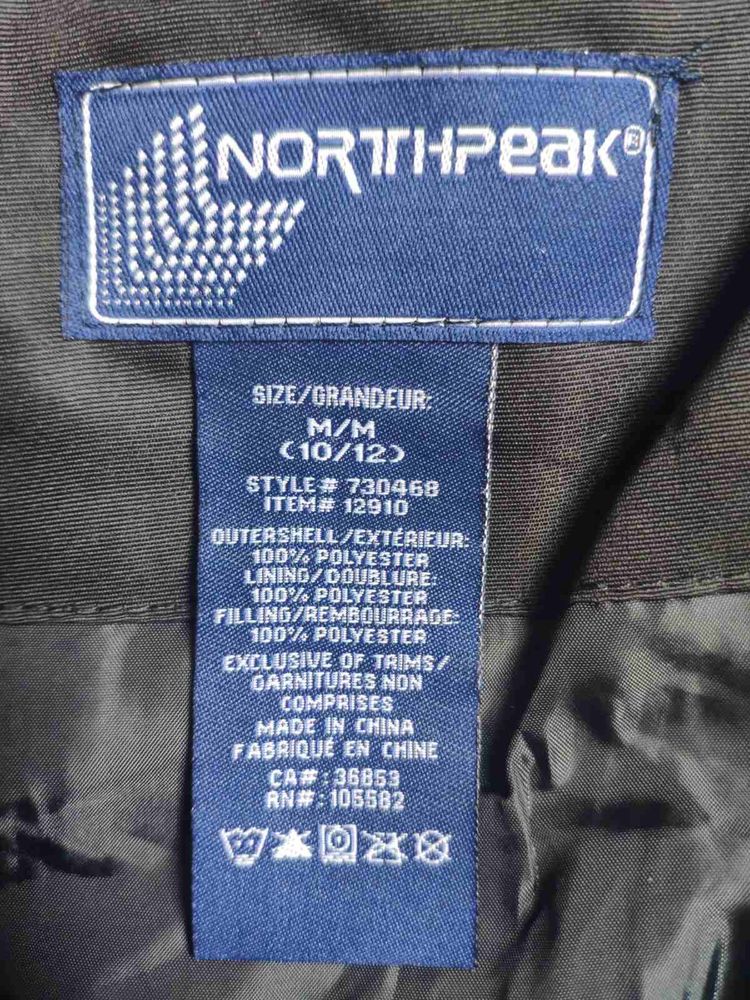 NORTHPEAK®
SIZE/GRANDEUR:
M/M
(10/12)
STYLE# 730468
ITEM# 12910
OUTERSHELL/EXTÉRIEUR:
100% POLYESTER
LINING/DOUBLURE:
100% POLYESTER
FILLING/REMBOURRAGE:
100% POLYESTER
EXCLUSIVE OF TRIMS/
GARNITURES NON
COMPRISES
MADE IN CHINA
FABRIQUÉ EN CHINE
CA#: 36853
RN#: 105582